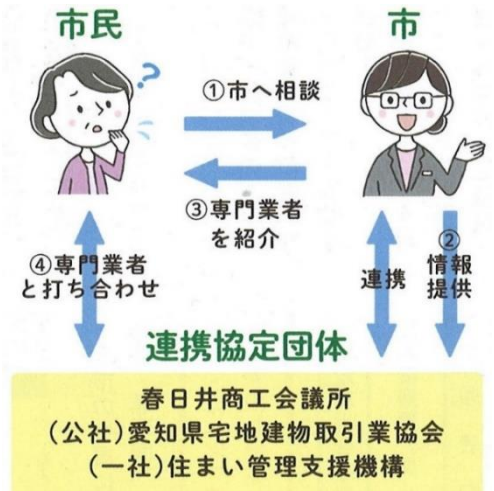 市民
市
?
①市へ相談
③専門業者
を紹介
④専門業者
と打ち合わせ
連携
②
情報
提供
連携協定団体
春日井商工会議所
(公社)愛知県宅地建物取引業協会
(一社)住まい管理支援機構